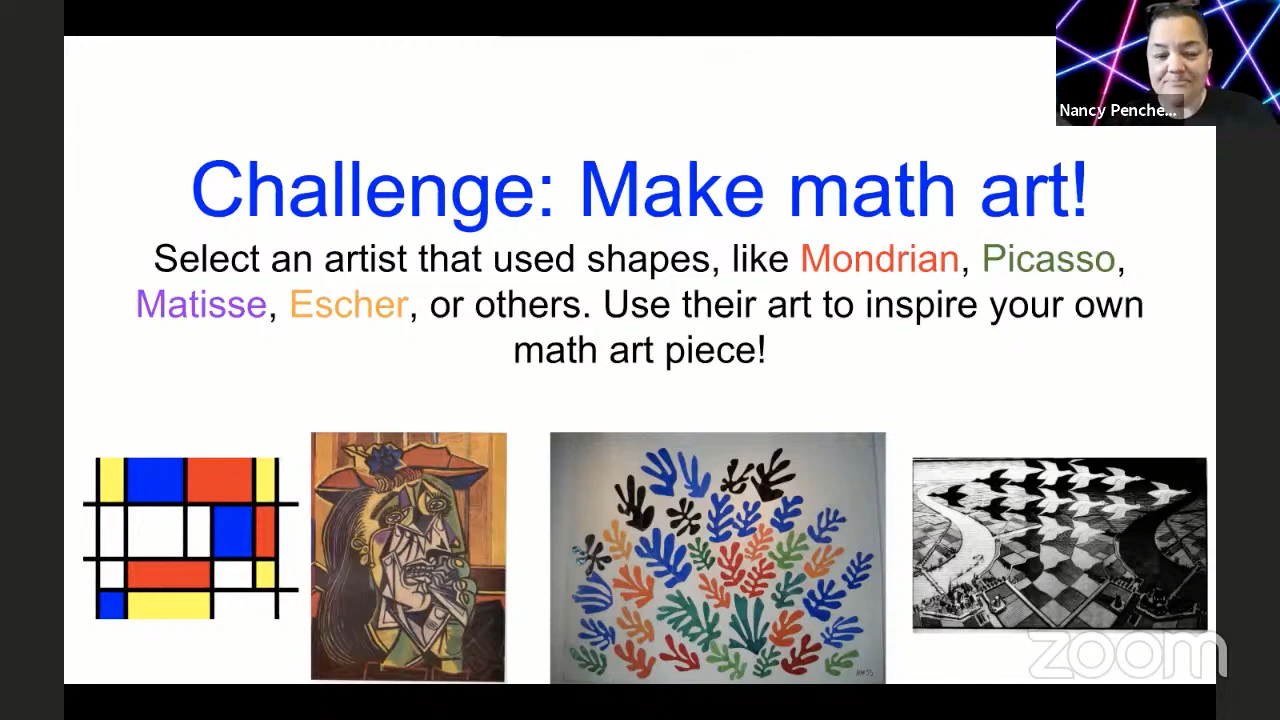 Nancy Penche...
Challenge: Make math art!
Select an artist that used shapes, like Mondrian, Picasso,
Matisse, Escher, or others. Use their art to inspire your own
math art piece!
zoom